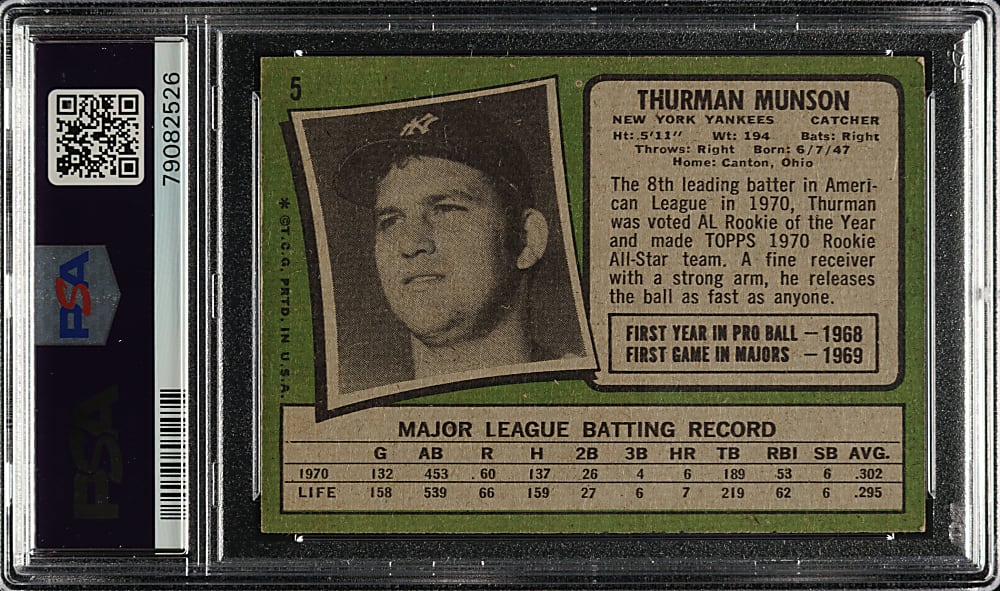 79082526
PSA
PSA
5
NY
* ©T.C.G. PRTD. IN U.S.A.
THURMAN MUNSON
NEW YORK YANKEES CATCHER
Ht: 5'11" Wt: 194 Bats: Right
Throws: Right Born: 6/7/47
Home: Canton, Ohio
The 8th leading batter in Ameri-
can League in 1970, Thurman
was voted AL Rookie of the Year
and made TOPPS 1970 Rookie
All-Star team. A fine receiver
with a strong arm, he releases
the ball as fast as anyone.
FIRST YEAR IN PRO BALL — 1968
FIRST GAME IN MAJORS — 1969
MAJOR LEAGUE BATTING RECORD
G AB R H 2B 3B HR TB RBI SB AVG.
1970 132 453 60 137 26 4 6 189 53 6 .302
LIFE 158 539 66 159 27 6 7 219 62 6 .295